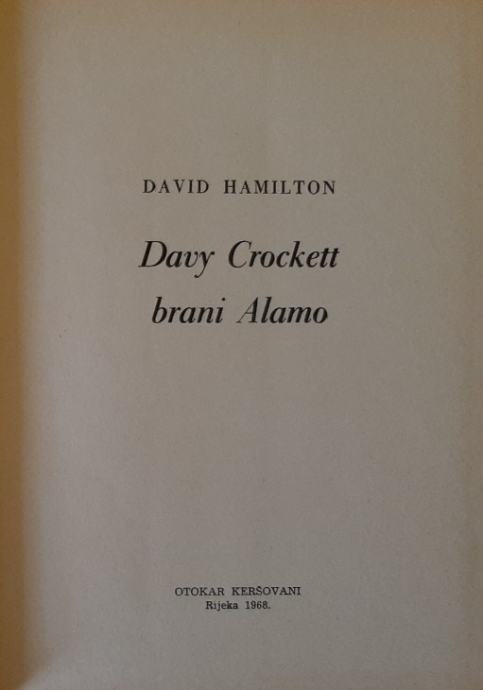 DAVID HAMILTON
Davy Crockett
brani Alamo
OTOKAR KERŠOVANI
Rijeka 1968.